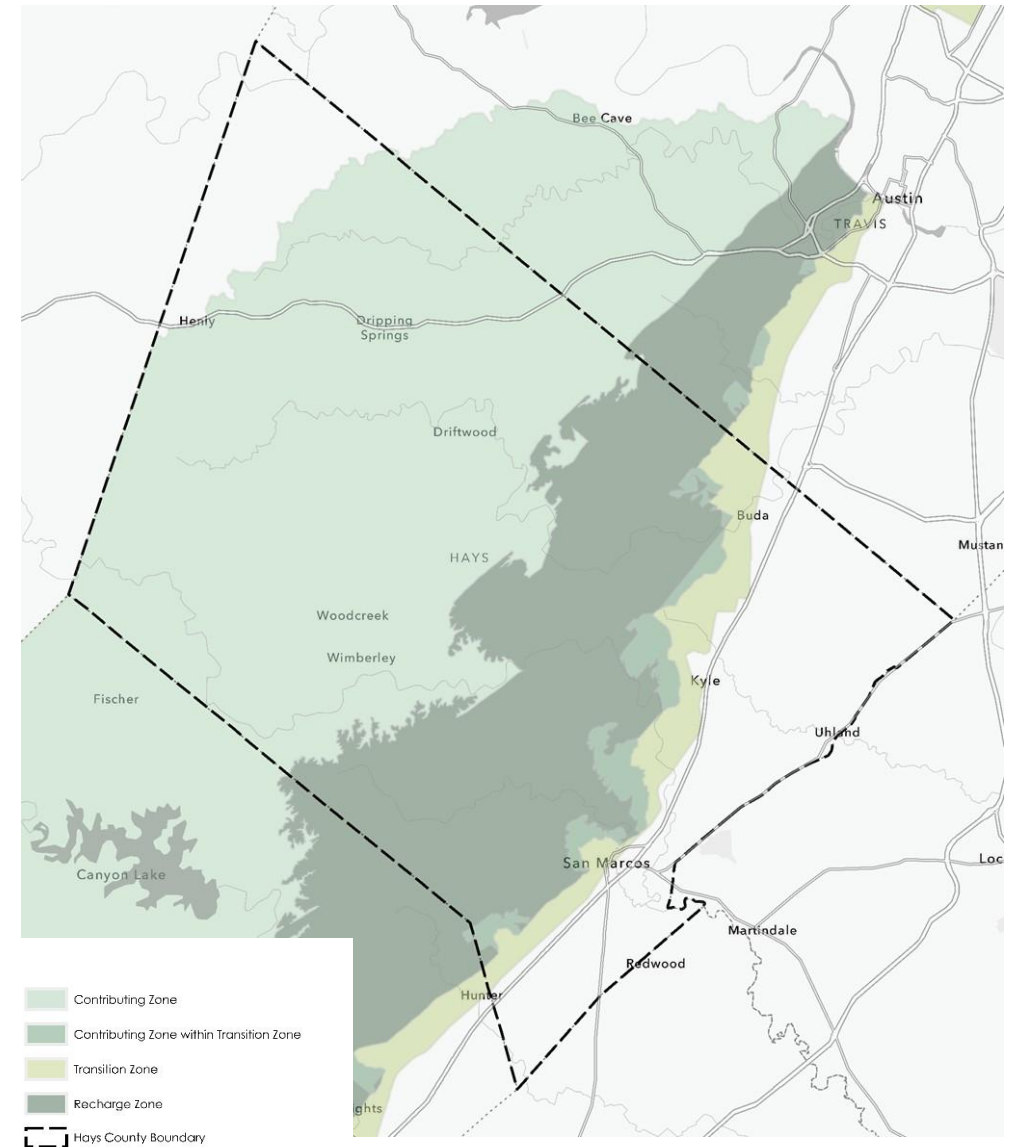 Bee Cave
Austin
TRAVIS
Henly
Dripping
Springs
Driftwood
Buda
Mustan
HAYS
Woodcreek
Wimberley
Kyle
Fischer
Uhland
San Marcos
Loc
Canyon Lake
Martindale
Redwood
Hunter
Contributing Zone
Contributing Zone within Transition Zone
Transition Zone
Recharge Zone
ights
Hays County Boundary